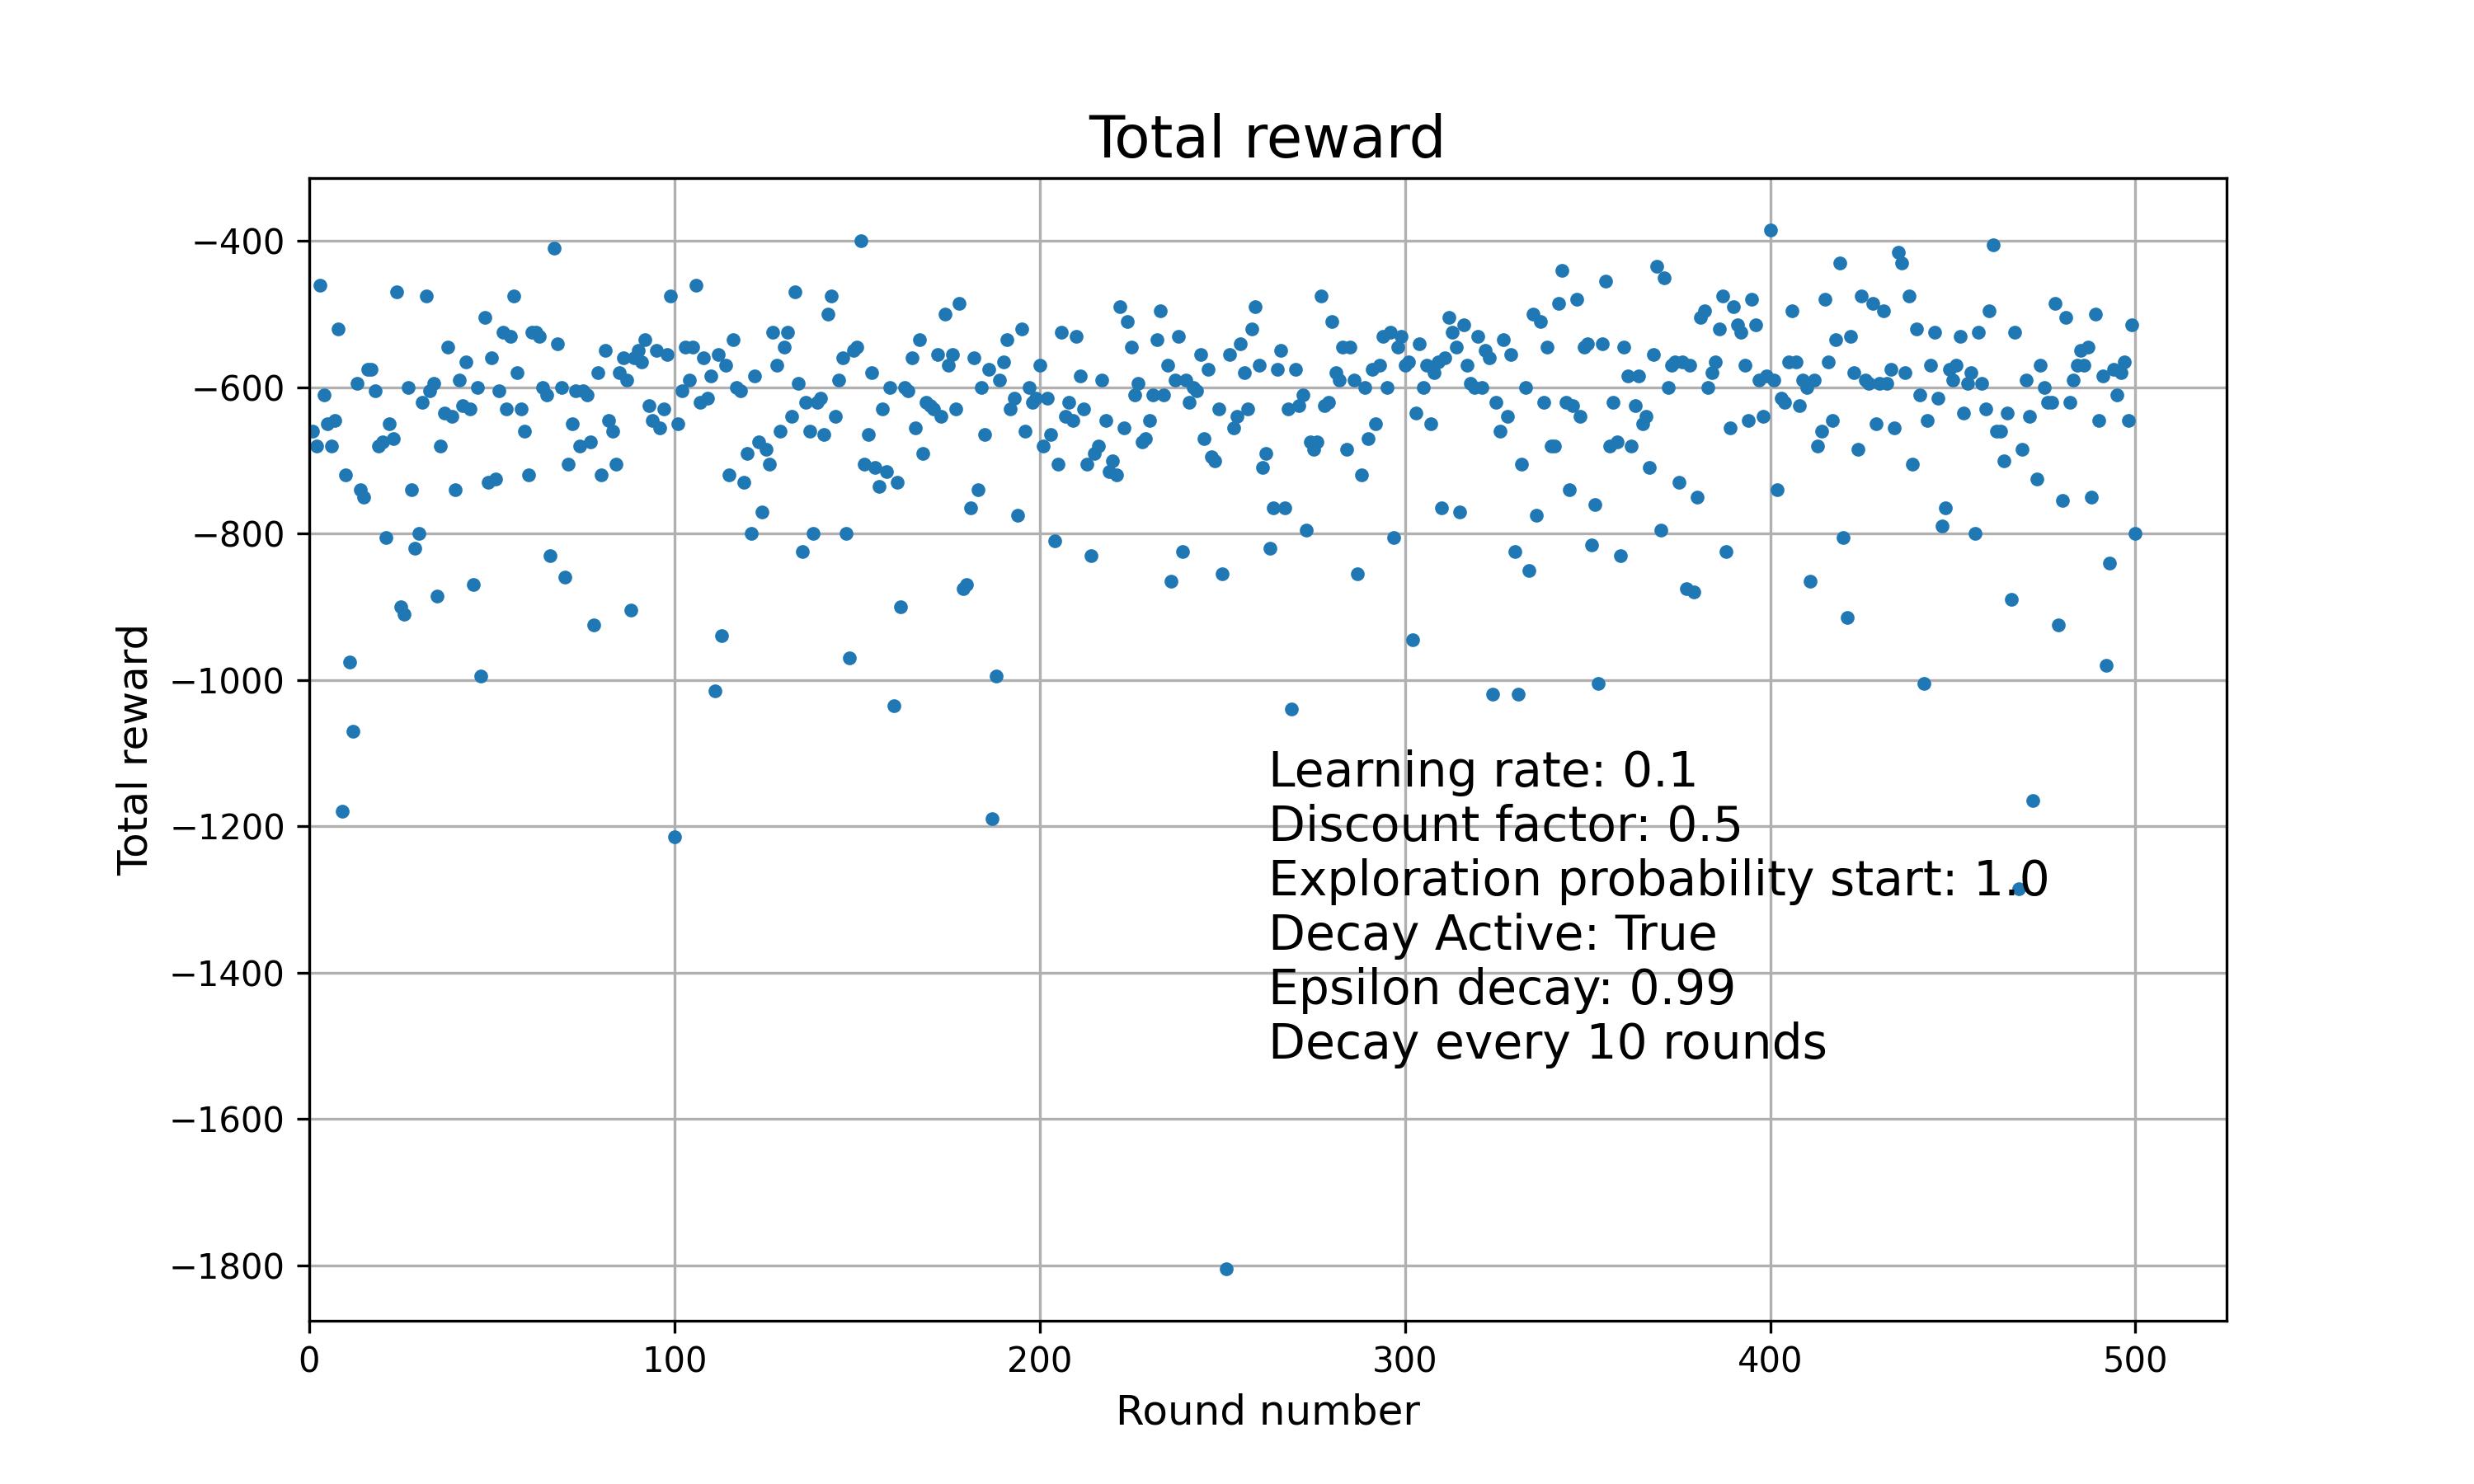 Total reward
−400
−600
−800
−1000
−1200
−1400
−1600
−1800
Total reward
Learning rate: 0.1
Discount factor: 0.5
Exploration probability start: 1.0
Decay Active: True
Epsilon decay: 0.99
Decay every 10 rounds
0 100 200 300 400 500
Round number